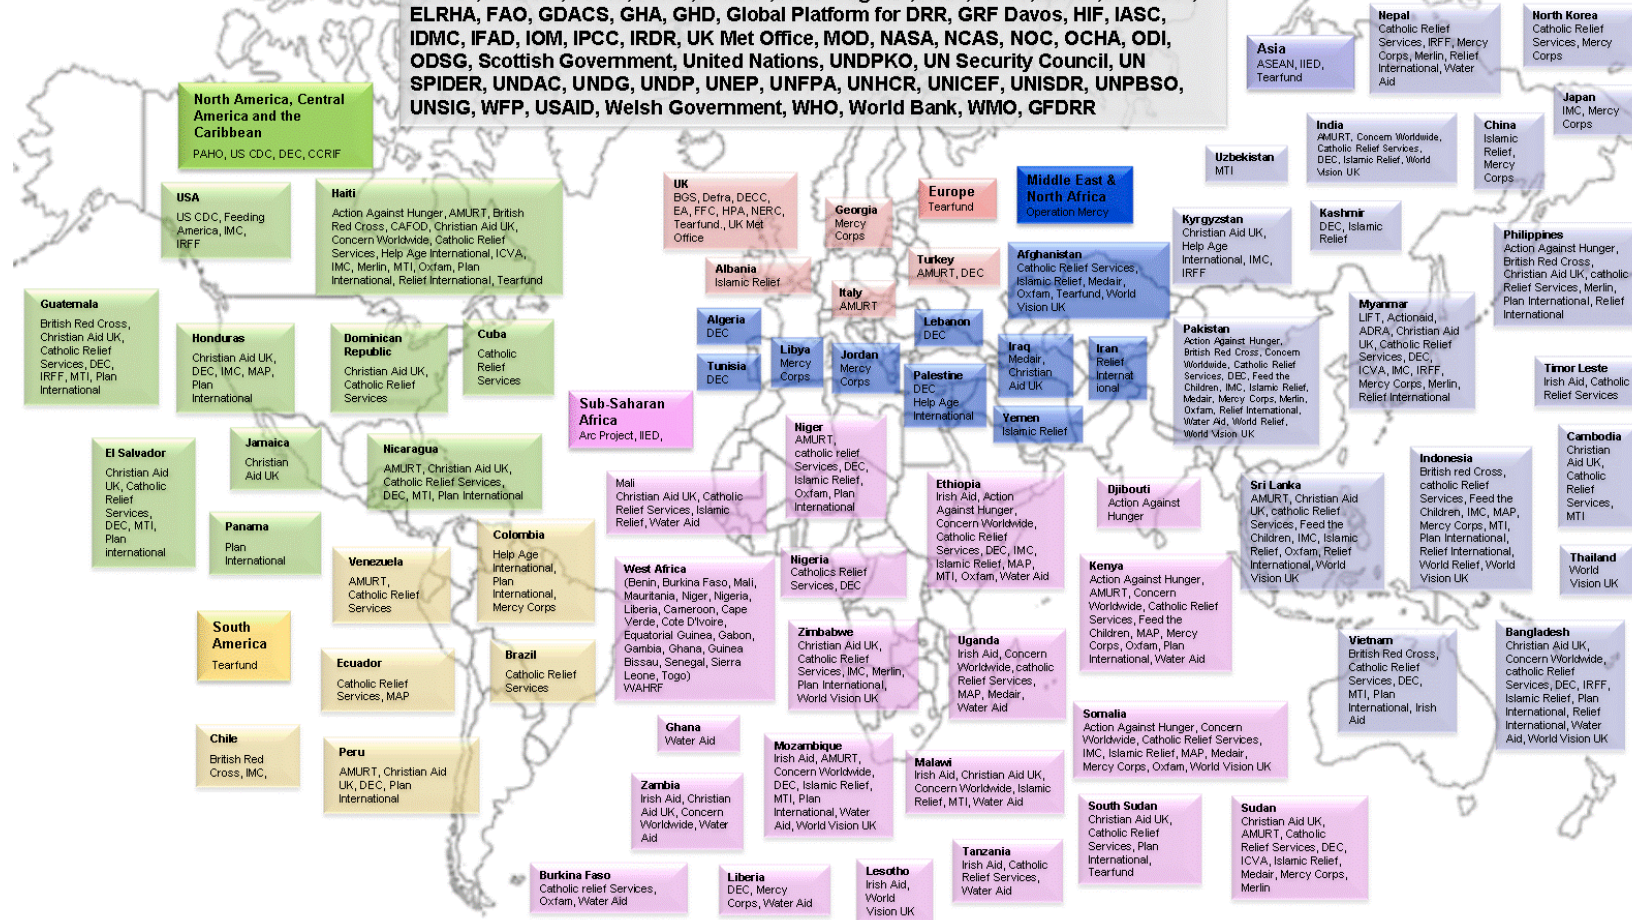 ELRHA, FAO, GDACS, GHA, GHD, Global Platform for DRR, GRF Davos, HIF, IASC,
IDMC, IFAD, IOM, IPCC, IRDR, UK Met Office, MOD, NASA, NCAS, NOC, OCHA, ODI,
ODSG, Scottish Government, United Nations, UNDPKO, UN Security Council, UN
SPIDER, UNDAC, UNDG, UNDP, UNEP, UNFPA, UNHCR, UNICEF, UNISDR, UNPBSO,
UNSIG, WFP, USAID, Welsh Government, WHO, World Bank, WMO, GFDRR
North America, Central
America and the
Caribbean
PAHO, US CDC, DEC, CCRIF
USA
US CDC, Feeding
America, IMC,
IRFF
Haiti
Action Against Hunger, AMURT, British
Red Cross, CAFOD, Christian Aid UK,
Concern Worldwide, Catholic Relief
Services, Help Age International, ICVA,
IMC, Merlin, MTI, Oxfam, Plan
International, Relief International, Tearfund
Guatemala
British Red Cross,
Christian Aid UK,
Catholic Relief
Services, DEC,
IRFF, MTI, Plan
International
Honduras
Christian Aid UK,
DEC, IMC, MAP,
Plan
International
Dominican
Republic
Christian Aid UK,
Catholic Relief
Services
Cuba
Catholic
Relief
Services
El Salvador
Christian Aid
UK, Catholic
Relief
Services,
DEC, MTI,
Plan
international
Jamaica
Christian
Aid UK
Nicaragua
AMURT, Christian Aid UK,
Catholic Relief Services,
DEC, MTI, Plan International
Panama
Plan
International
Venezuela
AMURT,
Catholic Relief
Services
Colombia
Help Age
International,
Plan
International,
Mercy Corps
South
America
Tearfund
Ecuador
Catholic Relief
Services, MAP
Brazil
Catholic Relief
Services
Chile
British Red
Cross, IMC,
Peru
AMURT, Christian Aid
UK, DEC, Plan
International
UK
BGS, Defra, DECC,
EA, FFC, HPA, NERC,
Tearfund., UK Met
Office
Georgia
Mercy
Corps
Europe
Tearfund
Albania
Islamic Relief
Italy
AMURT
Turkey
AMURT, DEC
Middle East &
North Africa
Operation Mercy
Afghanistan
Catholic Relief Services,
Islamic Relief, Medair,
Oxfam, Tearfund, World
Vision UK
Algeria
DEC
Tunisia
DEC
Libya
Mercy
Corps
Jordan
Mercy
Corps
Lebanon
DEC
Palestine
DEC
Help Age
International
Iraq
Medair,
Christian
Aid UK
Iran
Relief
Internat
ional
Yemen
Islamic Relief
Sub-Saharan
Africa
Arc Project, IIED,
Mali
Christian Aid UK, Catholic
Relief Services, Islamic
Relief, Water Aid
Niger
AMURT,
catholic relief
Services, DEC,
Islamic Relief,
Oxfam, Plan
International
Ethiopia
Irish Aid, Action
Against Hunger,
Concern Worldwide,
Catholic Relief
Services, DEC, IMC,
Islamic Relief, MAP,
MTI, Oxfam, Water Aid
Djibouti
Action Against
Hunger
West Africa
(Benin, Burkina Faso, Mali,
Mauritania, Niger, Nigeria,
Liberia, Cameroon, Cape
Verde, Cote D'Ivoire,
Equatorial Guinea, Gabon,
Gambia, Ghana, Guinea
Bissau, Senegal, Sierra
Leone, Togo)
WAHRF
Nigeria
Catholics Relief
Services, DEC
Kenya
Action Against Hunger,
AMURT, Concern
Worldwide, Catholic Relief
Services, Feed the
Children, MAP, Mercy
Corps, Oxfam, Plan
International, Water Aid
Zimbabwe
Christian Aid UK,
Catholic Relief
Services, IMC, Merlin,
Plan International,
World Vision UK
Uganda
Irish Aid, Concern
Worldwide, catholic
Relief Services,
MAP, Medair,
Water Aid
Ghana
Water Aid
Somalia
Action Against Hunger, Concern
Worldwide, Catholic Relief Services,
IMC, Islamic Relief, MAP, Medair,
Mercy Corps, Oxfam, World Vision UK
Mozambique
Irish Aid, AMURT,
Concern Worldwide,
DEC, Islamic Relief,
MTI, Plan
International, Water
Aid, World Vision UK
Malawi
Irish Aid, Christian Aid UK,
Concern Worldwide, Islamic
Relief, MTI, Water Aid
Zambia
Irish Aid, Christian
Aid UK, Concern
Worldwide, Water
Aid
South Sudan
Christian Aid UK,
Catholic Relief
Services, Plan
International,
Tearfund
Sudan
Christian Aid UK,
AMURT, Catholic
Relief Services, DEC,
ICVA, Islamic Relief,
Medair, Mercy Corps,
Merlin
Tanzania
Irish Aid, Catholic
Relief Services,
Water Aid
Burkina Faso
Catholic relief Services,
Oxfam, Water Aid
Liberia
DEC, Mercy
Corps, Water Aid
Lesotho
Irish Aid,
World
Vision UK
Asia
ASEAN, IIED,
Tearfund
Nepal
Catholic Relief
Services, IRFF, Mercy
Corps, Merlin, Relief
International, Water
Aid
North Korea
Catholic Relief
Services, Mercy
Corps
Japan
IMC, Mercy
Corps
India
AMURT, Concern Worldwide,
Catholic Relief Services,
DEC, Islamic Relief, World
Vision UK
China
Islamic
Relief,
Mercy
Corps
Uzbekistan
MTI
Kyrgyzstan
Christian Aid UK,
Help Age
International, IMC,
IRFF
Kashmir
DEC, Islamic
Relief
Philippines
Action Against Hunger,
British Red Cross,
Christian Aid UK, catholic
Relief Services, Merlin,
Plan International, Relief
International
Pakistan
Action Against Hunger,
British Red Cross, Concern
Worldwide, Catholic Relief
Services, DEC, Feed the
Children, IMC, Islamic Relief,
Medair, Mercy Corps, Merlin,
Oxfam, Relief International,
Water Aid, World Relief,
World Vision UK
Myanmar
LIFT, Actionaid,
ADRA, Christian Aid
UK, Catholic Relief
Services, DEC,
ICVA, IMC, IRFF,
Mercy Corps, Merlin,
Relief International
Timor Leste
Irish Aid, Catholic
Relief Services
Cambodia
Christian
Aid UK,
Catholic
Relief
Services,
MTI
Sri Lanka
AMURT, Christian Aid
UK, catholic Relief
Services, Feed the
Children, IMC, Islamic
Relief, Oxfam, Relief
International, World
Vision UK
Indonesia
British red Cross,
catholic Relief
Services, Feed the
Children, IMC, MAP,
Mercy Corps, MTI,
Plan International,
Relief International,
World Relief, World
Vision UK
Thailand
World
Vision UK
Vietnam
British Red Cross,
Catholic Relief
Services, DEC,
MTI, Plan
International, Irish
Aid
Bangladesh
Christian Aid UK,
Concern Worldwide,
catholic Relief
Services, DEC, IRFF,
Islamic Relief, Plan
International, Relief
International, Water
Aid, World Vision UK